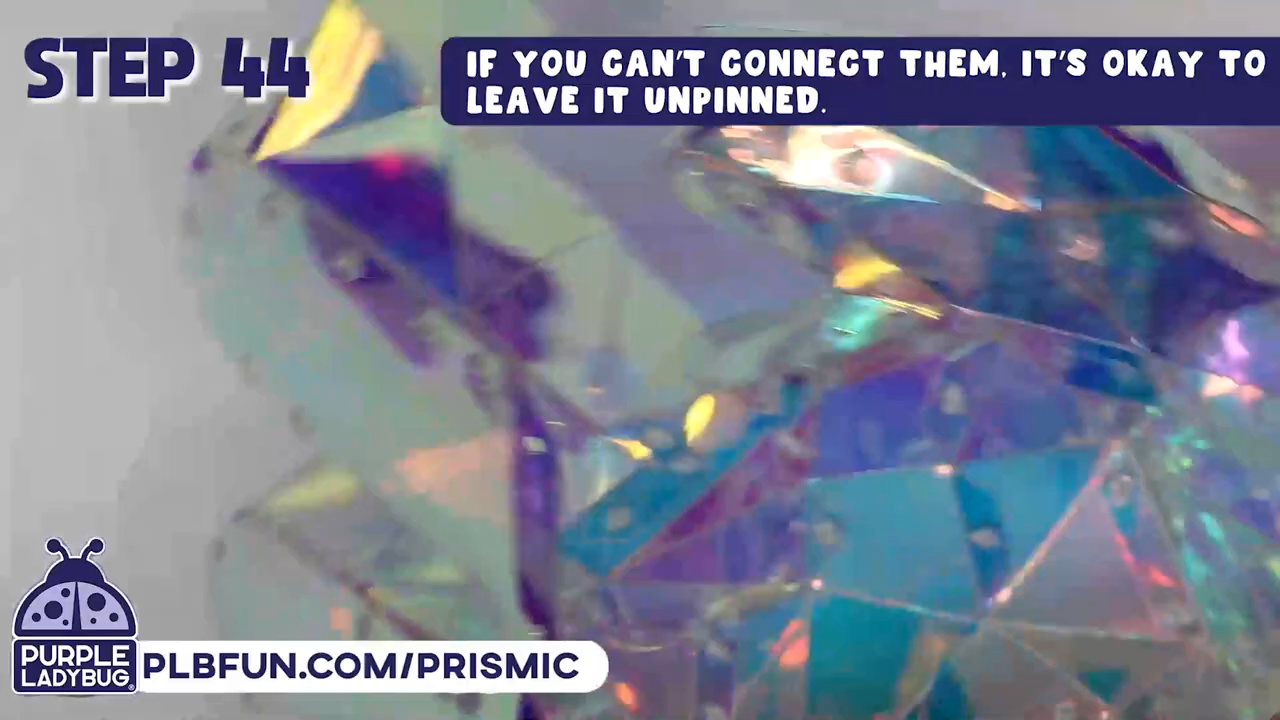 STEP 44
IF YOU CAN'T CONNECT THEM, IT'S OKAY TO
LEAVE IT UNPINNED.
PURPLE
LADYBUG®
PLBFUN.COM/PRISMIC